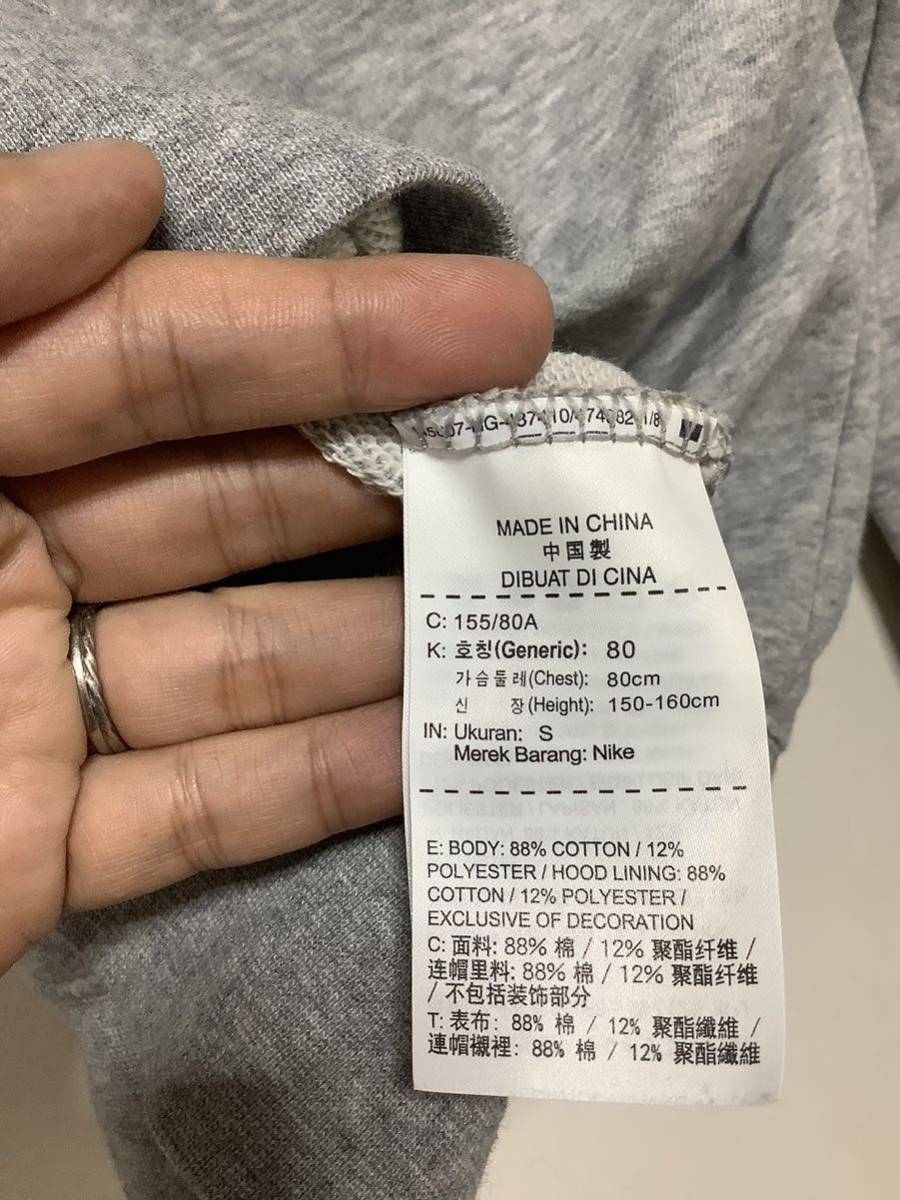 MADE IN CHINA
中国製
DIBUAT DI CINA
C: 155/80A
K: 호칭(Generic): 80
가슴둘레(Chest): 80cm
신 장(Height): 150-160cm
IN: Ukuran: S
Merek Barang: Nike
E: BODY: 88% COTTON / 12%
POLYESTER / HOOD LINING: 88%
COTTON / 12% POLYESTER /
EXCLUSIVE OF DECORATION
C: 面料: 88% 棉 / 12% 聚酯纤维 /
连帽里料: 88% 棉 / 12% 聚酯纤维
/ 不包括装饰部分
T: 表布: 88% 棉 / 12% 聚酯纖維 /
連帽襯裡: 88% 棉 / 12% 聚酯纖維